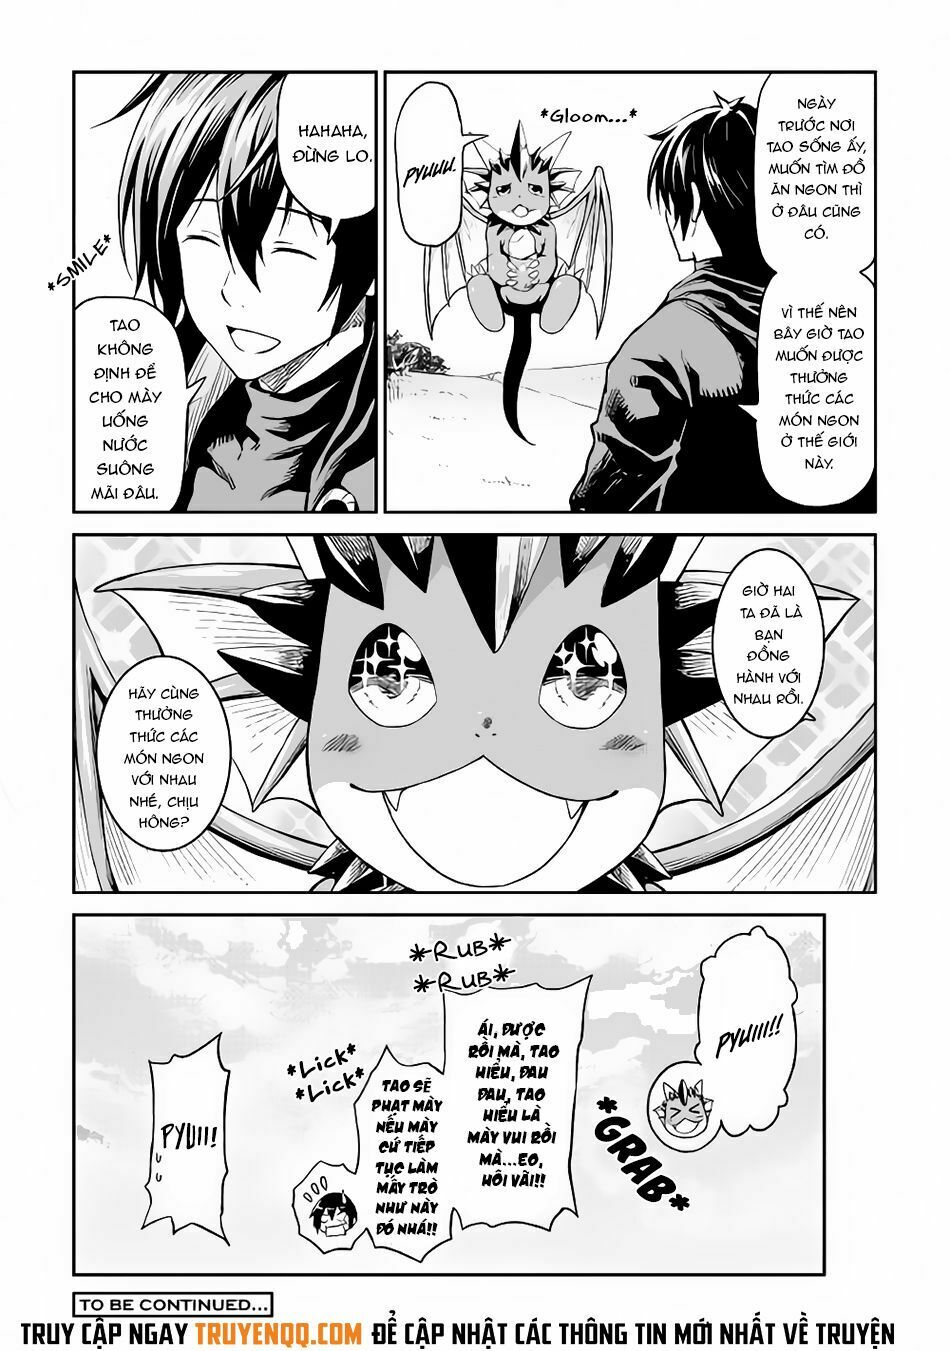 NGÀY
TRƯỚC NƠI
TAO SỐNG ẤY,
MUỐN TÌM ĐỒ
ĂN NGON THÌ
Ở ĐÂU CŨNG
CÓ.
VÌ THẾ NÊN
BÂY GIỜ TAO
MUỐN ĐƯỢC
THƯỞNG
THỨC CÁC
MÓN NGON
Ở THẾ GIỚI
NÀY.
*Gloom...*
PYUUU..
HAHAHA,
ĐỪNG LO.
*SMILE*
TAO
KHÔNG
ĐỊNH ĐỂ
CHO MÀY
UỐNG
NƯỚC
SUÔNG
MÃI ĐÂU.
GIỜ HAI
TA ĐÃ LÀ
BẠN
ĐỒNG
HÀNH VỚI
NHAU RỒI.
HÃY CÙNG
THƯỞNG
THỨC CÁC
MÓN NGON
VỚI NHAU
NHÉ, CHỊU
HÔNG?
PYUIII!!
*GRAB*
*RUB*
*RUB*
ÁI, ĐƯỢC
RỒI MÀ, TAO
HIỂU, ĐAU
ĐAU, TAO
HIỂU LÀ
MÀY VUI RỒI
MÀ...EO,
HÔI VÃI!!
*Lick*
*Lick*
TAO SẼ
PHẠT MÀY
NẾU MÀY
CỨ TIẾP
TỤC LÀM
MẤY TRÒ
NHƯ NÀY
ĐÓ NHÁ!!
PYUII!
TO BE CONTINUED...
TRUY CẬP NGAY TRUYENQQ.COM ĐỂ CẬP NHẬT CÁC THÔNG TIN MỚI NHẤT VỀ TRUYỆN